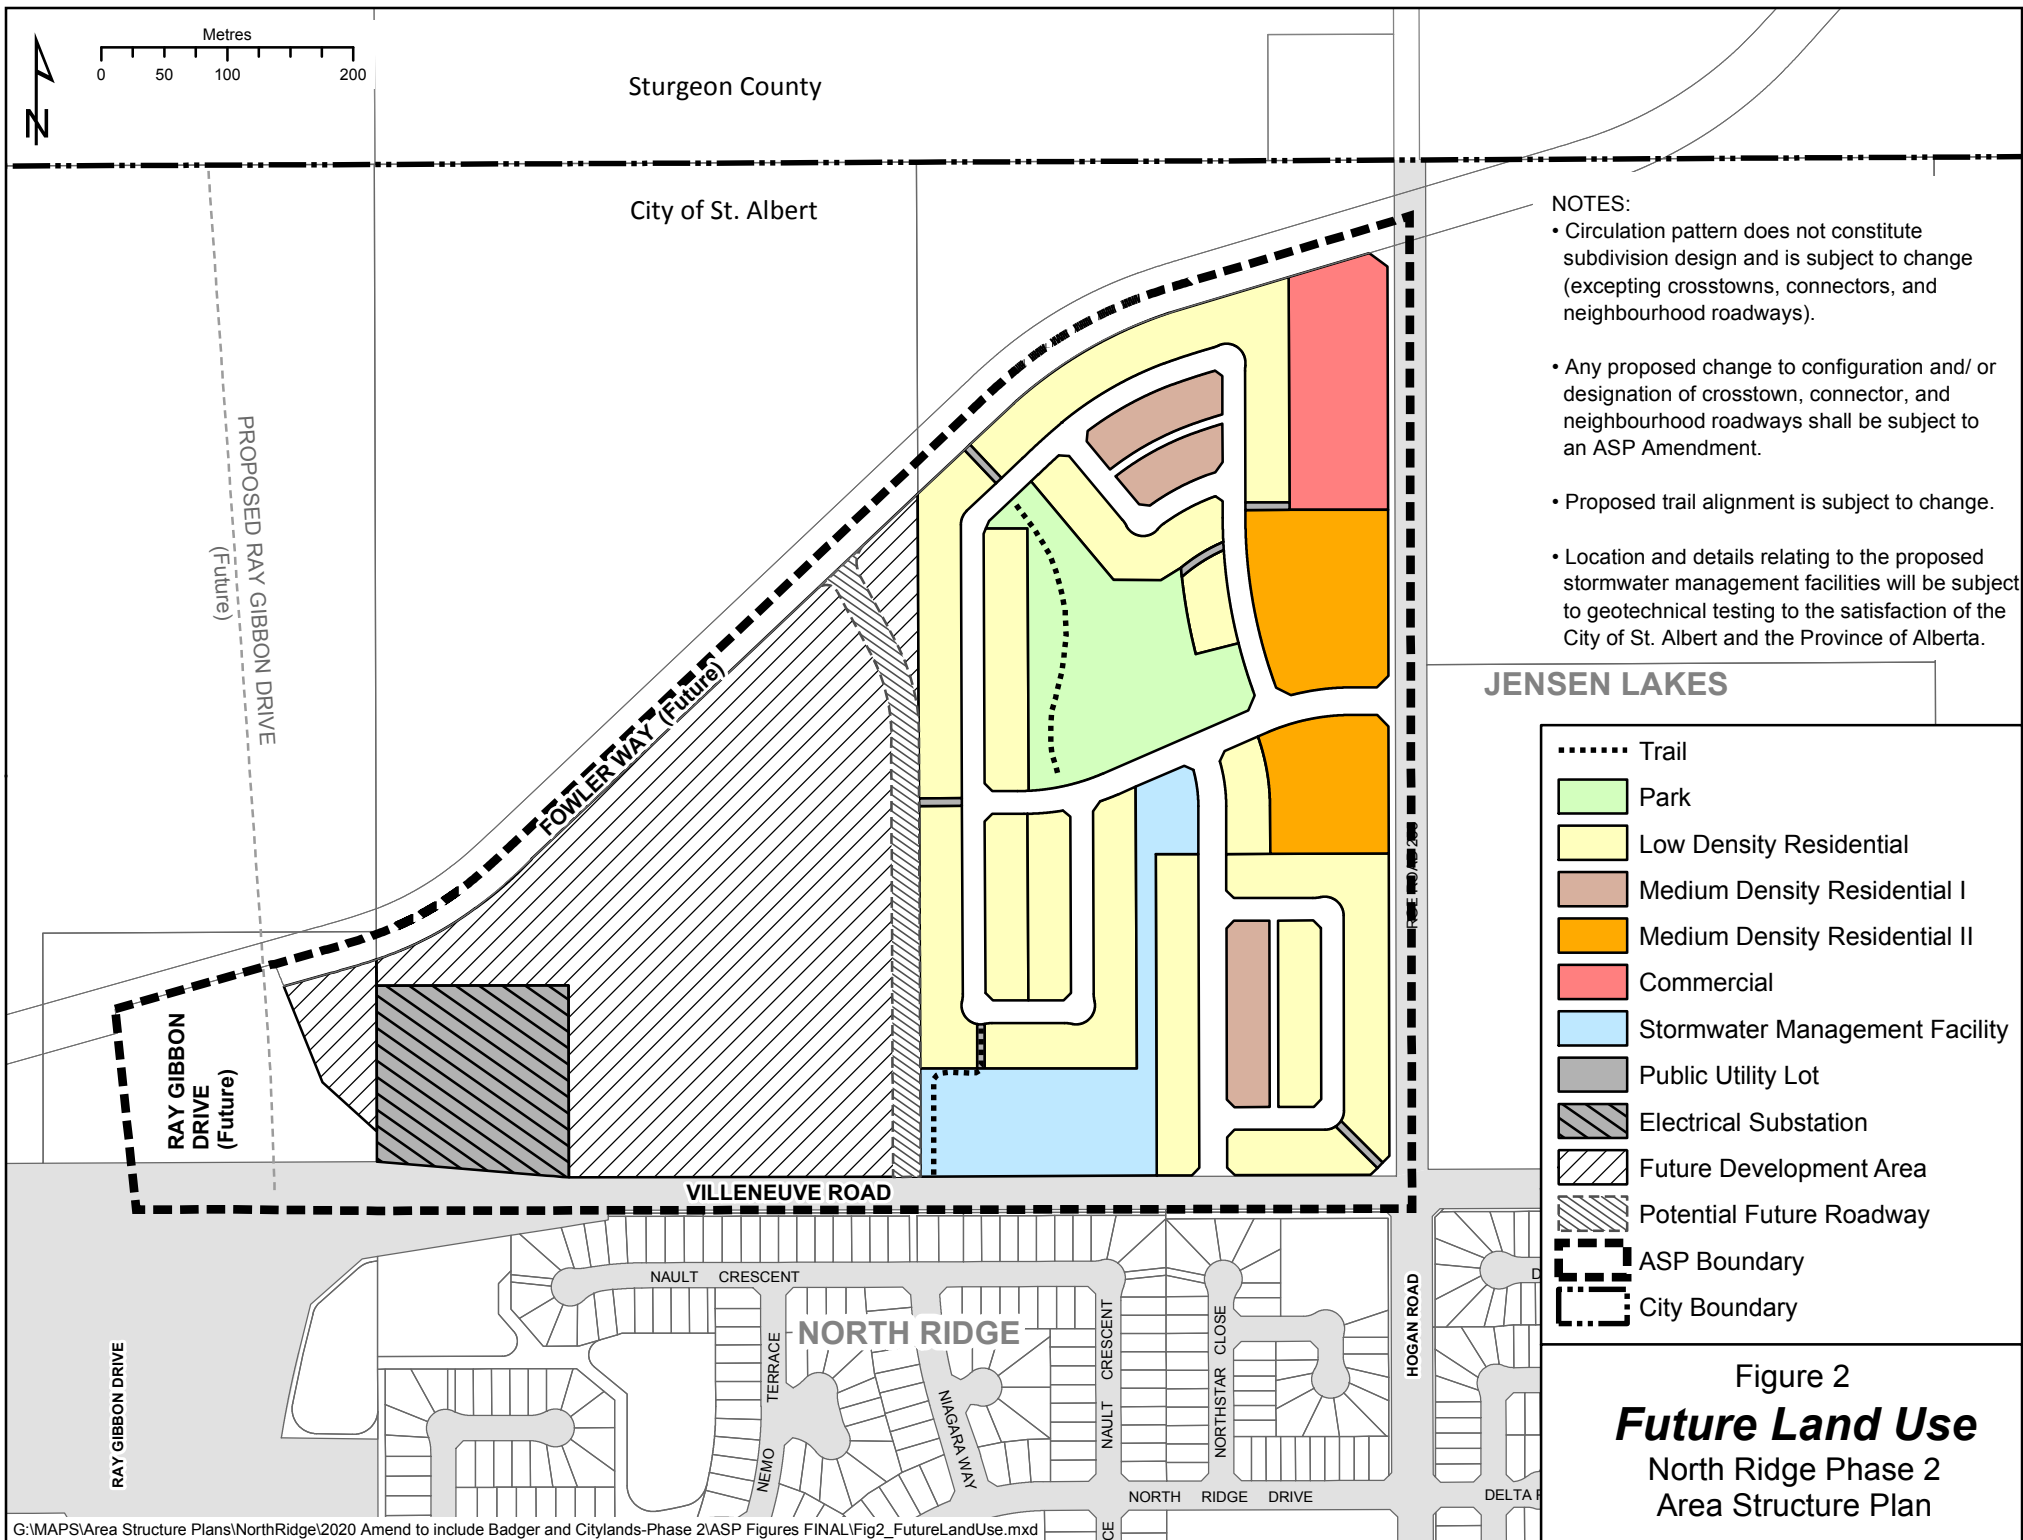 Metres
0 50 100 200
N
Sturgeon County
City of St. Albert
NOTES:
• Circulation pattern does not constitute
subdivision design and is subject to change
(excepting crosstowns, connectors, and
neighbourhood roadways).
• Any proposed change to configuration and/ or
designation of crosstown, connector, and
neighbourhood roadways shall be subject to
an ASP Amendment.
• Proposed trail alignment is subject to change.
• Location and details relating to the proposed
stormwater management facilities will be subject
to geotechnical testing to the satisfaction of the
City of St. Albert and the Province of Alberta.
PROPOSED RAY GIBBON DRIVE
(Future)
FOWLER WAY (Future)
JENSEN LAKES
RAY GIBBON
DRIVE
(Future)
VILLENEUVE ROAD
Trail
Park
Low Density Residential
Medium Density Residential I
Medium Density Residential II
Commercial
Stormwater Management Facility
Public Utility Lot
Electrical Substation
Future Development Area
Potential Future Roadway
ASP Boundary
City Boundary
NAULT CRESCENT
NORTH RIDGE
NEMO TERRACE
NIAGARA WAY
NAULT CRESCENT
NORTHSTAR CLOSE
HOGAN ROAD
RAY GIBBON DRIVE
NORTH RIDGE DRIVE
DELTA
Figure 2
Future Land Use
North Ridge Phase 2
Area Structure Plan
G:\MAPS\Area Structure Plans\NorthRidge\2020 Amend to include Badger and Citylands-Phase 2\ASP Figures FINAL\Fig2_FutureLandUse.mxd